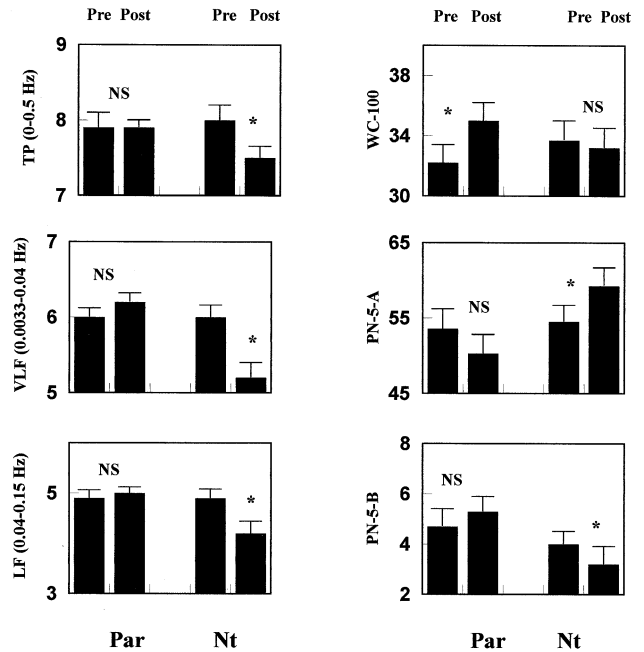 Pre Post Pre Post
Pre Post Pre Post
TP (0-0.5 Hz)
9
8
7
NS
*
WC-100
38
34
30
*
NS
VLF (0.0033-0.04 Hz)
7
6
5
NS
*
PN-5-A
65
55
45
NS
*
LF (0.04-0.15 Hz)
5
3
NS
*
PN-5-B
8
6
4
2
NS
*
Par Nt
Par Nt